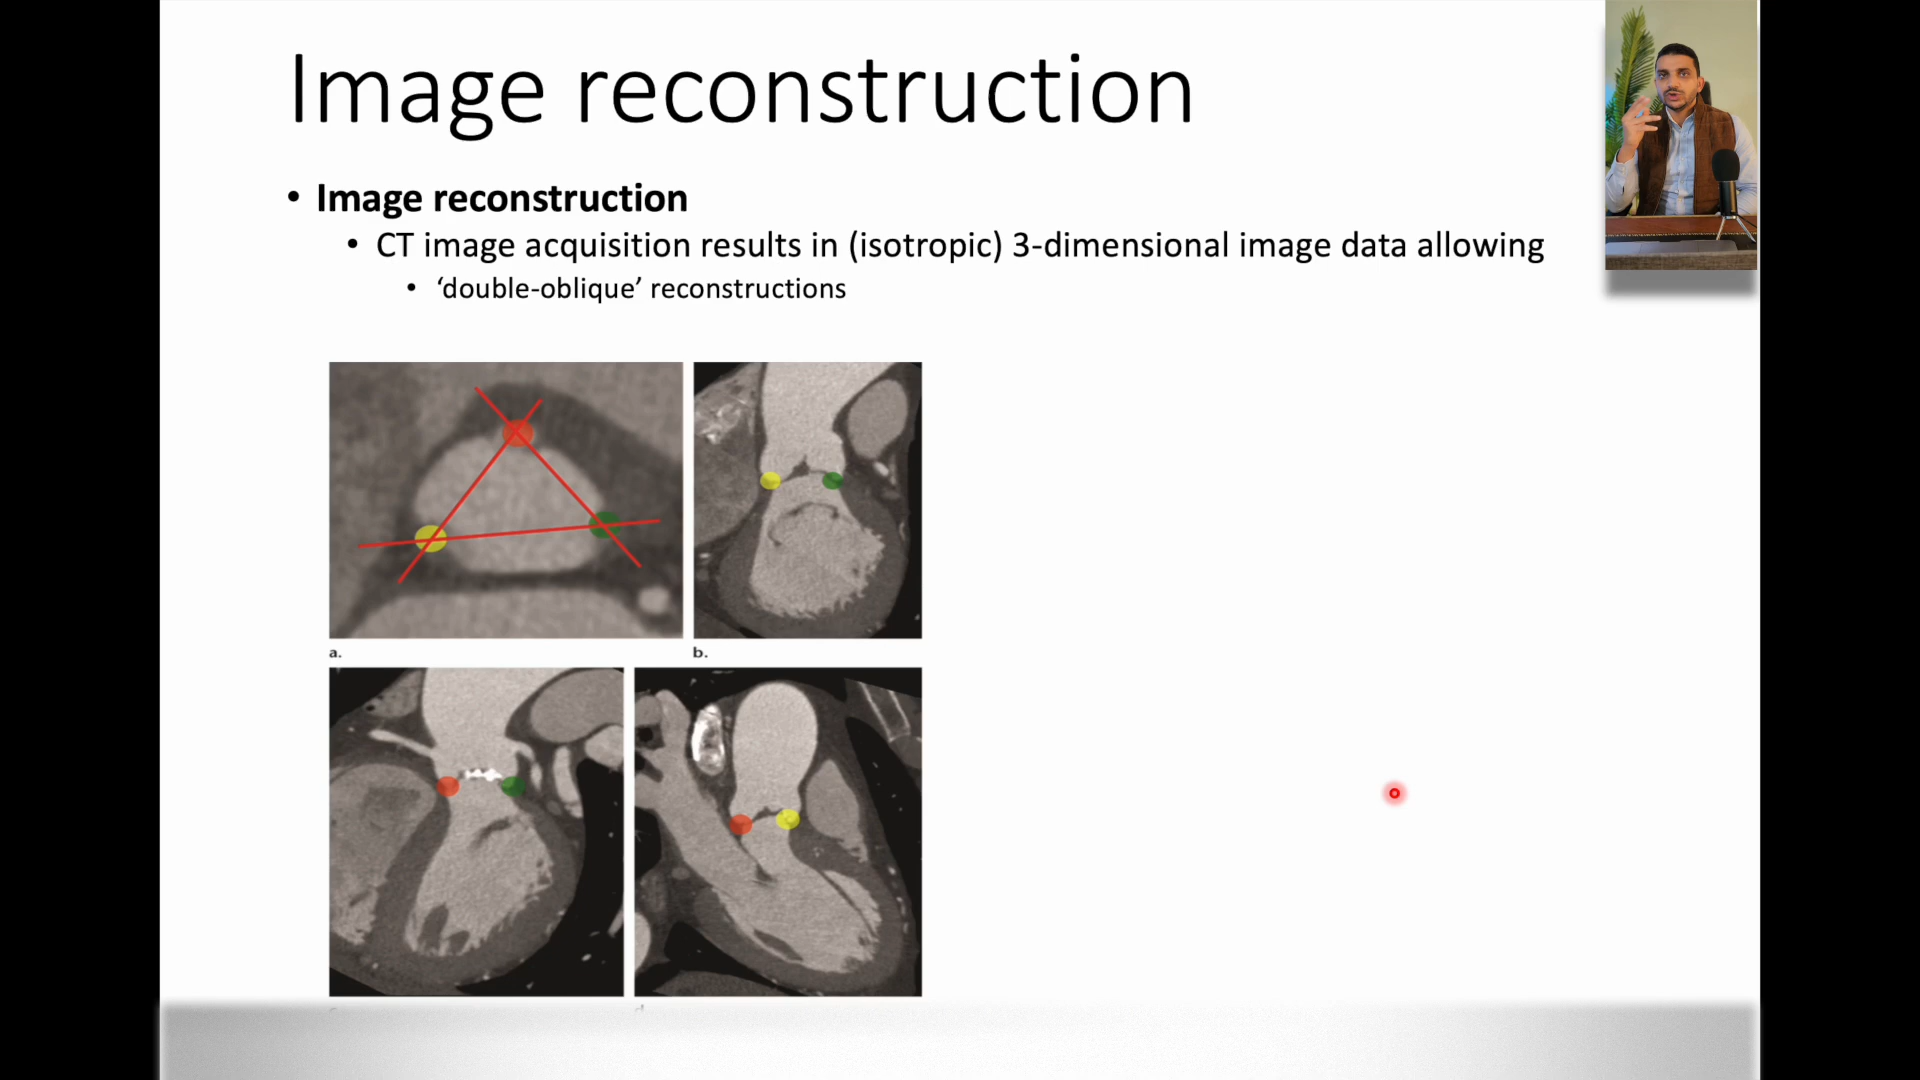 Image reconstruction
• Image reconstruction
• CT image acquisition results in (isotropic) 3-dimensional image data allowing
• ‘double-oblique’ reconstructions
a.
b.